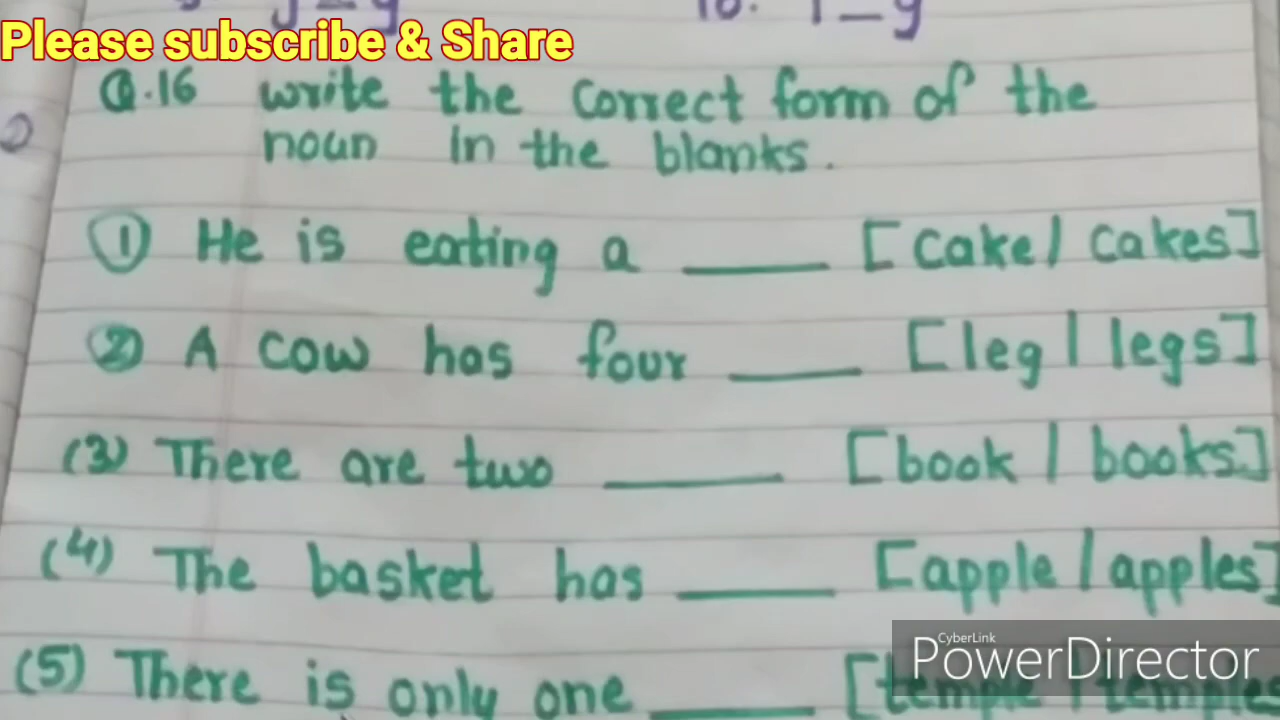 Please subscribe & Share
Q.16 write the correct form of the
noun in the blanks.
① He is eating a ____ [cake / cakes]
② A cow has four ____ [leg / legs]
(3) There are two ____ [book / books]
(4) The basket has ____ [apple / apples]
CyberLink
PowerDirector
(5) There is only one ____ [temple / temples